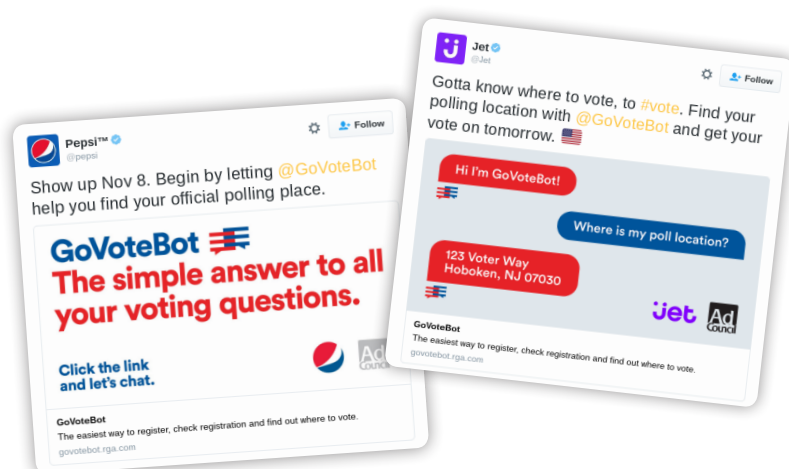 Pepsi™
@pepsi
Follow
Show up Nov 8. Begin by letting @GoVoteBot
help you find your official polling place.
GoVoteBot
The simple answer to all
your voting questions.
Click the link
and let's chat.
Ad
Council
GoVoteBot
The easiest way to register, check registration and find out where to vote.
govotebot.rga.com
Jet
@Jet
Follow
Gotta know where to vote, to #vote. Find your
polling location with @GoVoteBot and get your
vote on tomorrow.
Hi I'm GoVoteBot!
Where is my poll location?
123 Voter Way
Hoboken, NJ 07030
jet
Ad
Council
GoVoteBot
The easiest way to register, check registration and find out where to vote.
govotebot.rga.com